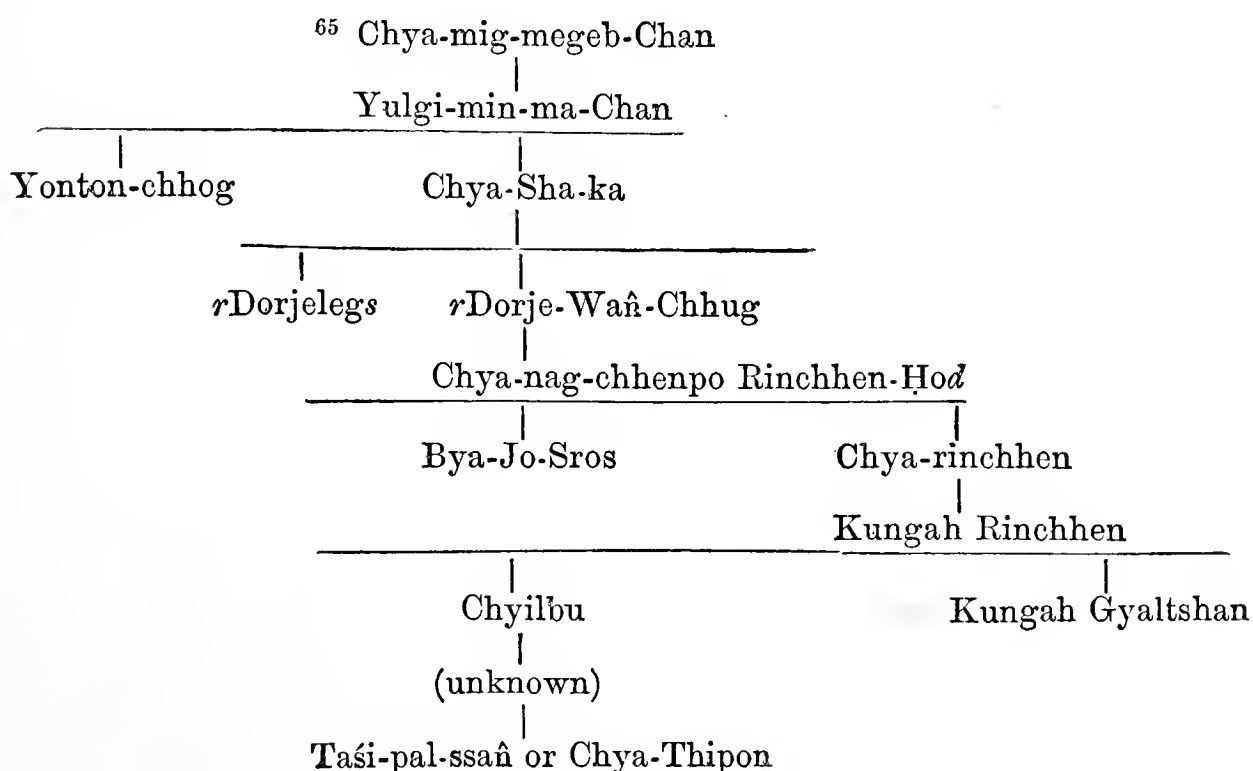 65 Chya-mig-megeb-Chan
Yulgi-min-ma-Chan
Yonton-chhog Chya-Sha-ka
rDorjelegs rDorje-Wan̂-Chhug
Chya-nag-chhenpo Rinchhen-Ḥod
Bya-Jo-Sros Chya-rinchhen
Kungah Rinchhen
Chyilbu Kungah Gyaltshan
(unknown)
Taśi-pal-ssan̂ or Chya-Thipon